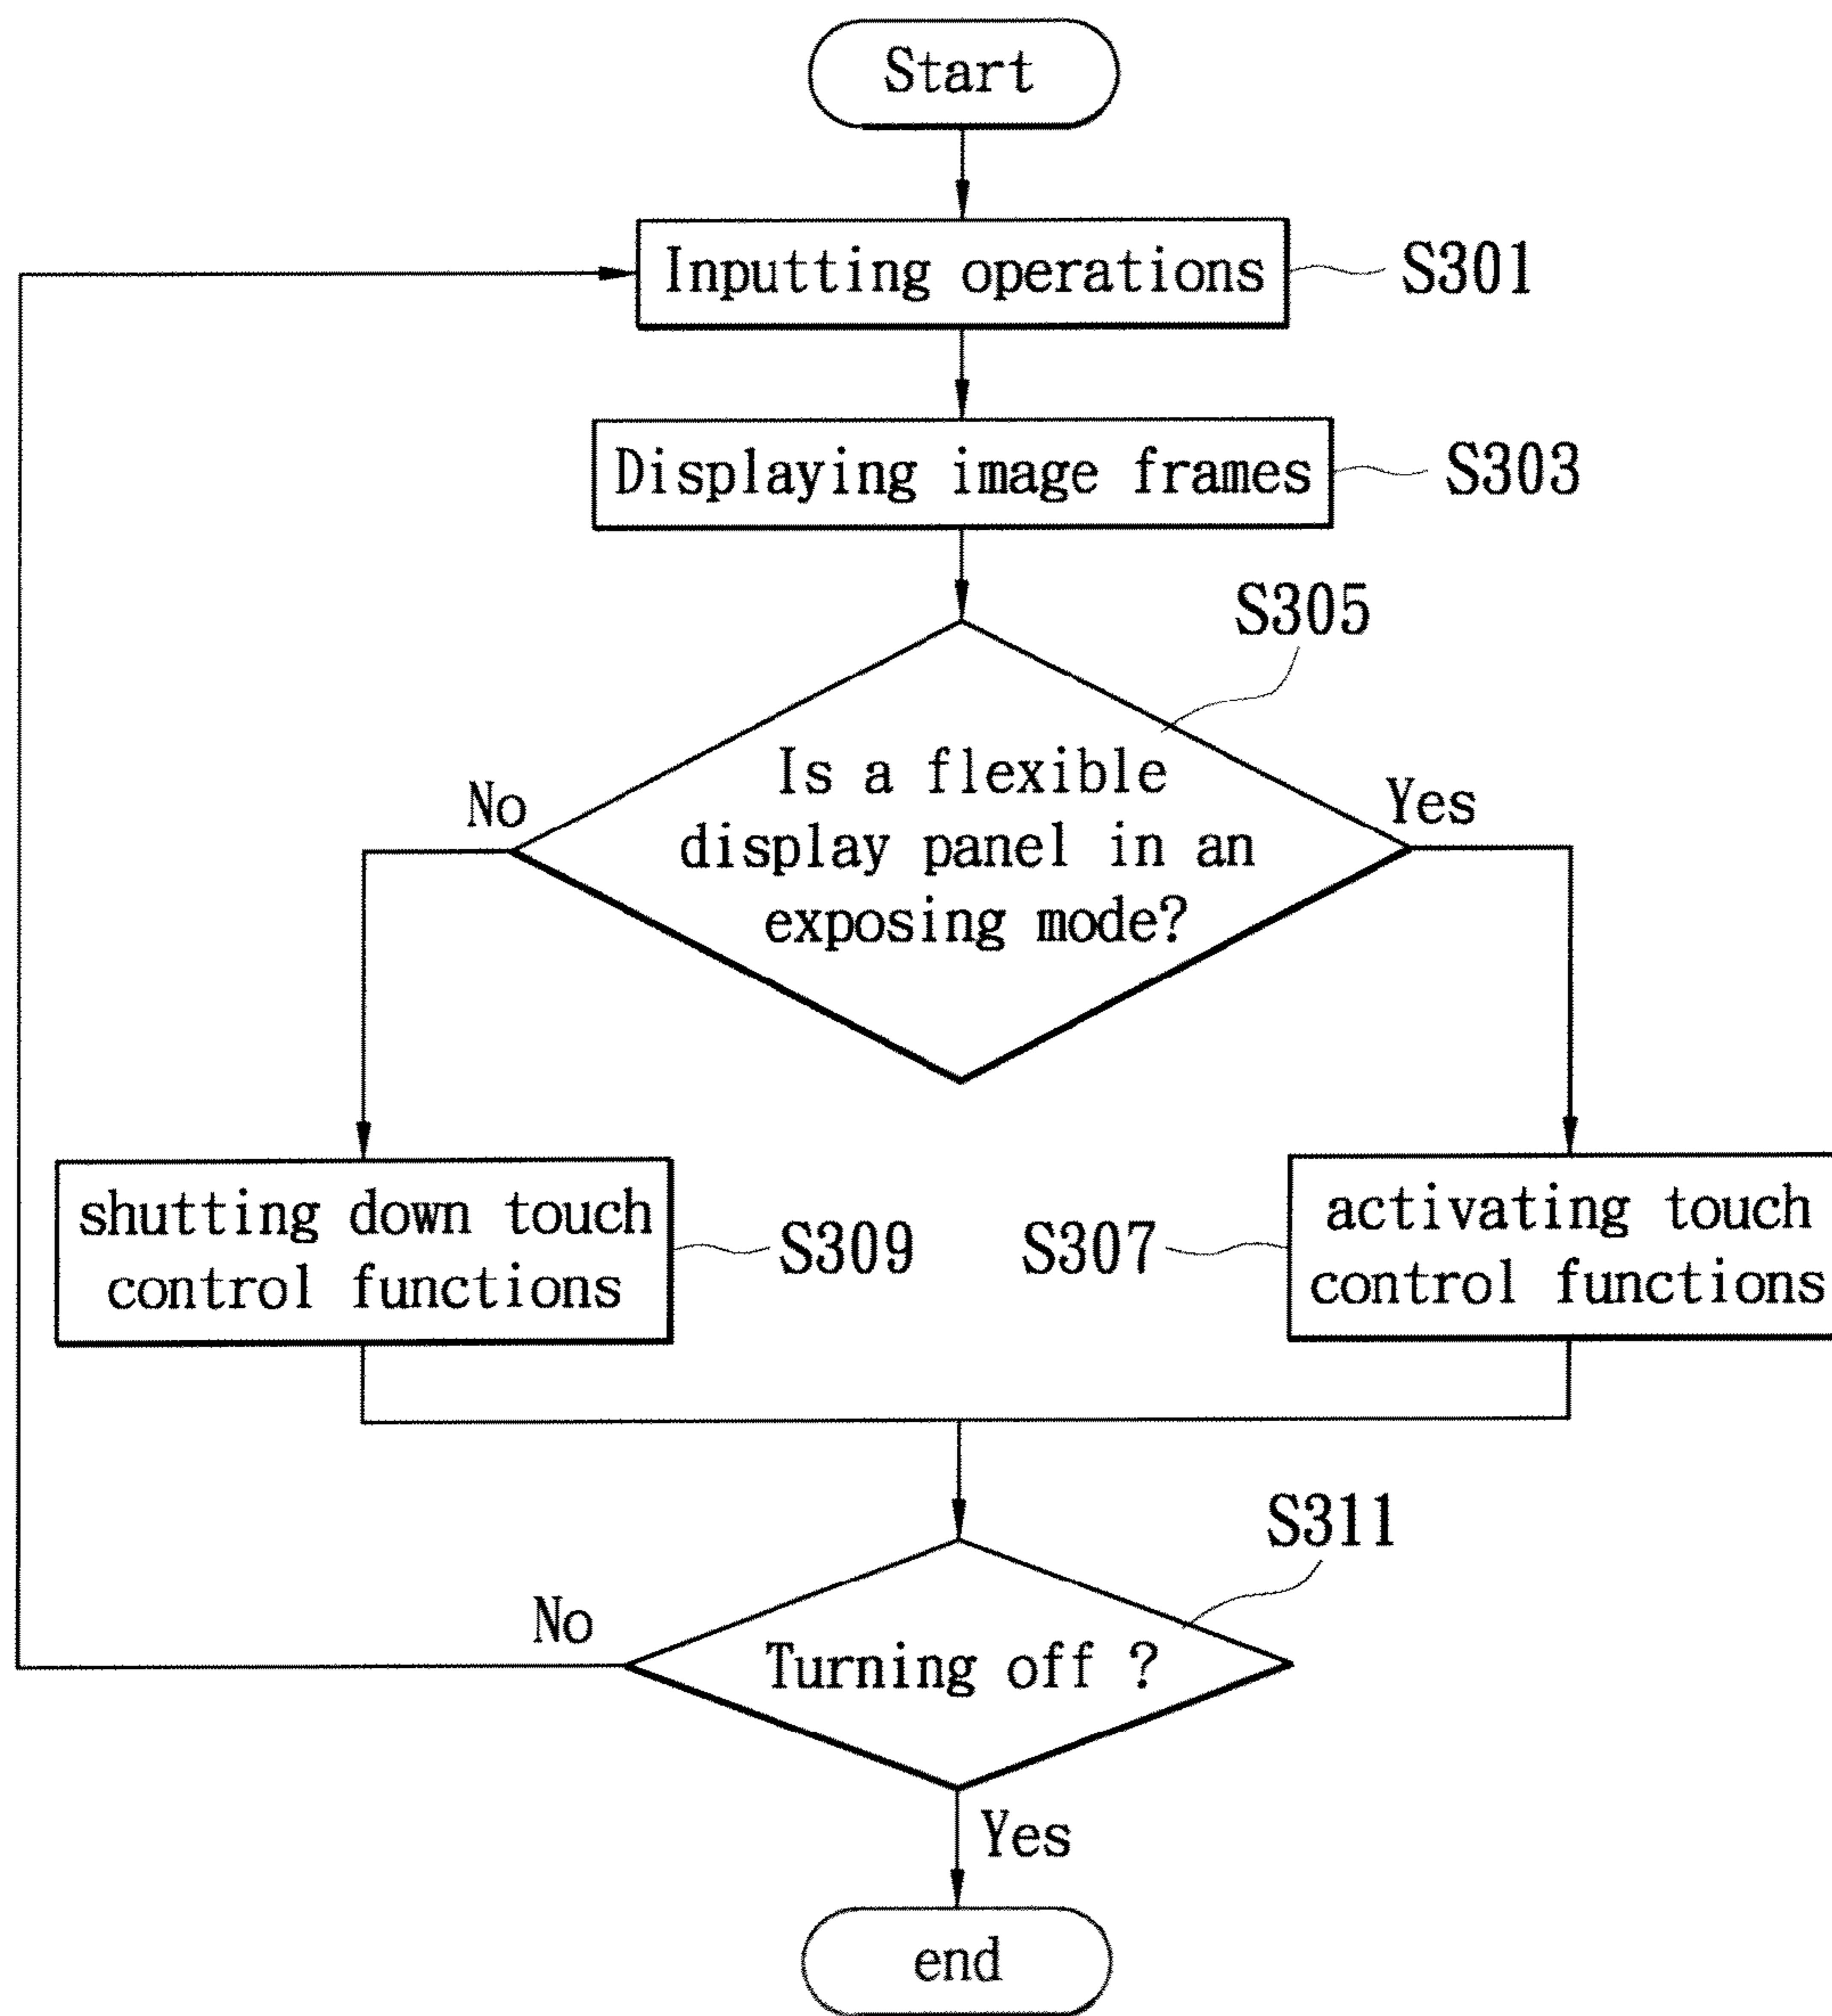 Start
Inputting operations
S301
Displaying image frames
S303
S305
Is a flexible
display panel in an
exposing mode?
No
Yes
shutting down touch
control functions
S309
S307
activating touch
control functions
S311
Turning off ?
No
Yes
end